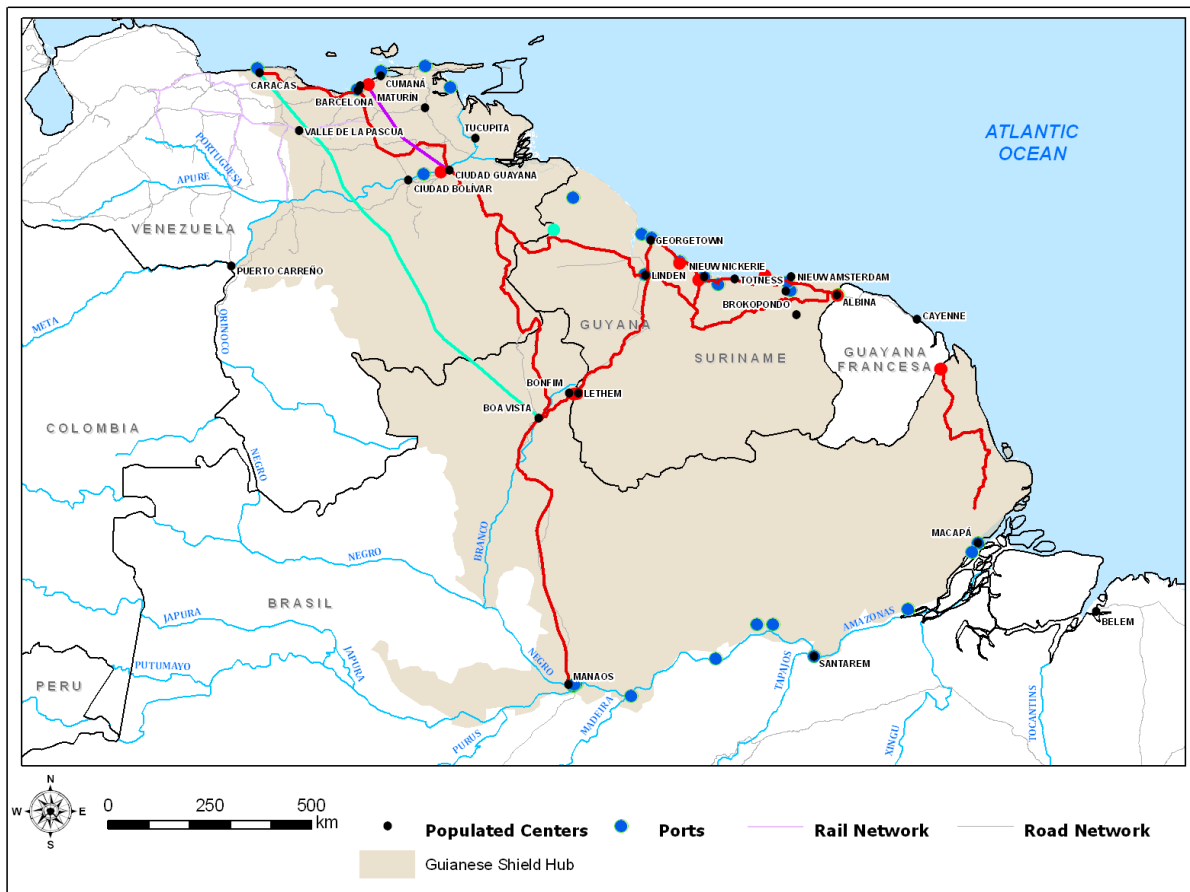 CARACAS
CUMANÁ
BARCELONA
MATURÍN
VALLE DE LA PASCUA
TUCUPITA
ATLANTIC
OCEAN
PORTUGUESA
APURE
CIUDAD GUAYANA
CIUDAD BOLÍVAR
VENEZUELA
GEORGETOWN
PUERTO CARREÑO
NIEUW NICKERIE
LINDEN
TOTNESS
NIEUW AMSTERDAM
META
ORINOCO
BROKOPONDO
ALBINA
CAYENNE
GUYANA
SURINAME
GUAYANA
FRANCESA
BONFIM
LETHEM
BOA VISTA
COLOMBIA
NEGRO
BRANCO
MACAPÁ
NEGRO
BRASIL
JAPURA
AMAZONAS
BELEM
JAPURA
PUTUMAYO
NEGRO
TAPAJOS
SANTAREM
PERU
MANAOS
MADEIRA
PURUS
XINGU
TOCANTINS
N
W
E
S
0 250 500
km
Populated Centers
Ports
Rail Network
Road Network
Guianese Shield Hub